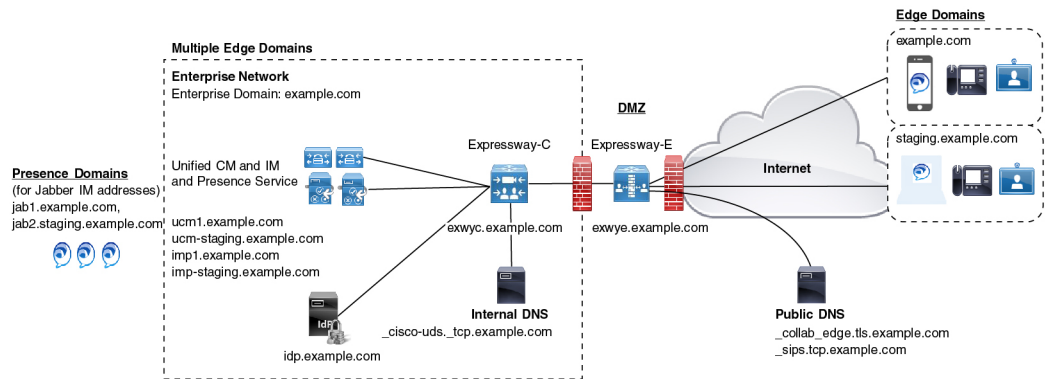 Edge Domains
example.com
Multiple Edge Domains
Enterprise Network
Enterprise Domain: example.com
DMZ
staging.example.com
Expressway-C
Expressway-E
Unified CM and IM
and Presence Service
Internet
Presence Domains
(for Jabber IM addresses)
jab1.example.com,
jab2.staging.example.com
ucm1.example.com
ucm-staging.example.com
imp1.example.com
imp-staging.example.com
exwyc.example.com
exwye.example.com
IdP
idp.example.com
Internal DNS
_cisco-uds._tcp.example.com
Public DNS
_collab_edge.tls.example.com
_sips.tcp.example.com